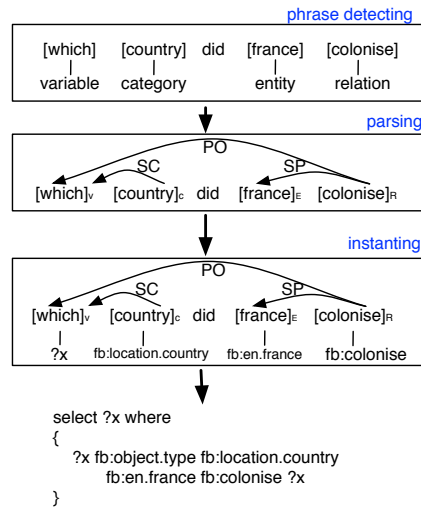 phrase detecting
[which] [country] did [france] [colonise]
variable category entity relation
parsing
PO
SC SP
[which]v [country]c did [france]E [colonise]R
instanting
PO
SC SP
[which]v [country]c did [france]E [colonise]R
?x fb:location.country fb:en.france fb:colonise
select ?x where
{
?x fb:object.type fb:location.country
fb:en.france fb:colonise ?x
}